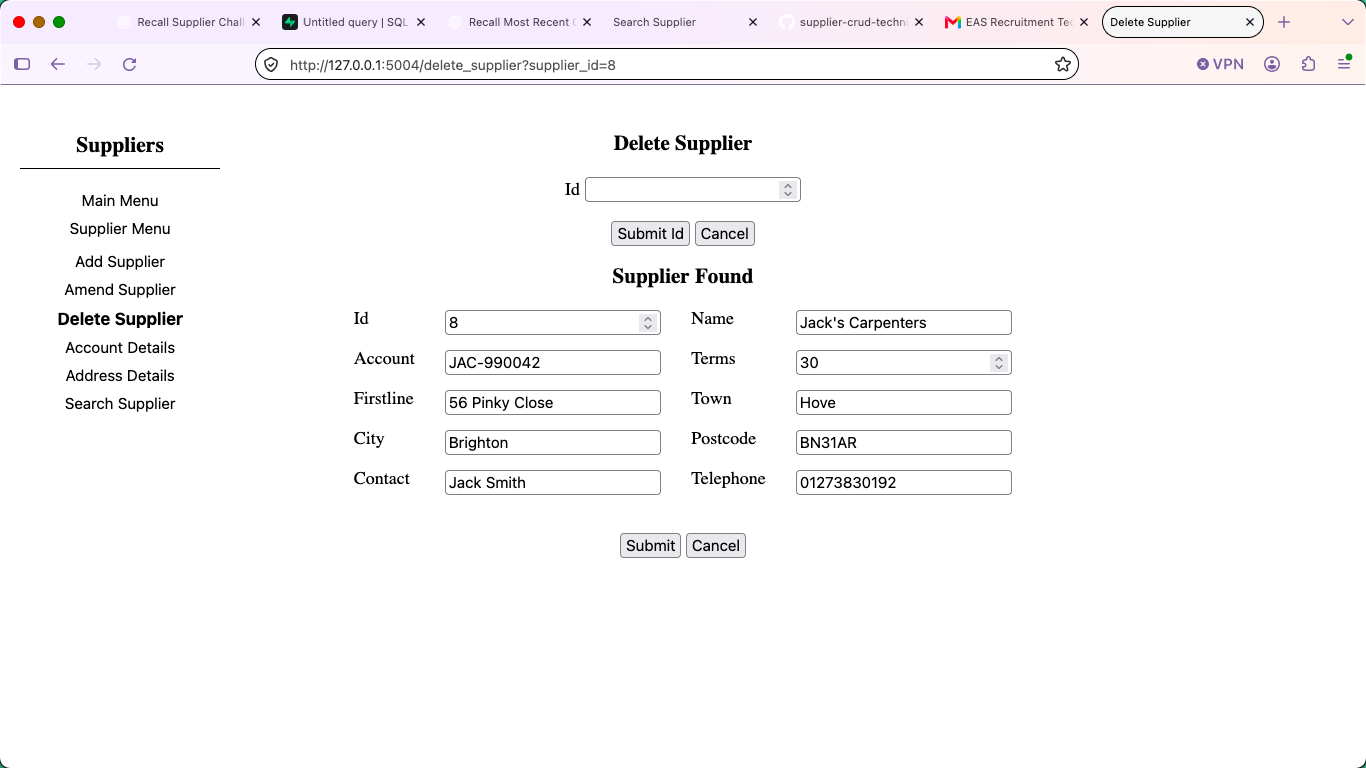 Recall Supplier Chall
Untitled query | SQL
Recall Most Recent
Search Supplier
supplier-crud-techni
EAS Recruitment Tec
Delete Supplier
http://127.0.0.1:5004/delete_supplier?supplier_id=8
VPN
Suppliers
Main Menu
Supplier Menu
Add Supplier
Amend Supplier
Delete Supplier
Account Details
Address Details
Search Supplier
Delete Supplier
Id
Submit Id Cancel
Supplier Found
Id 8 Name Jack's Carpenters
Account JAC-990042 Terms 30
Firstline 56 Pinky Close Town Hove
City Brighton Postcode BN31AR
Contact Jack Smith Telephone 01273830192
Submit Cancel